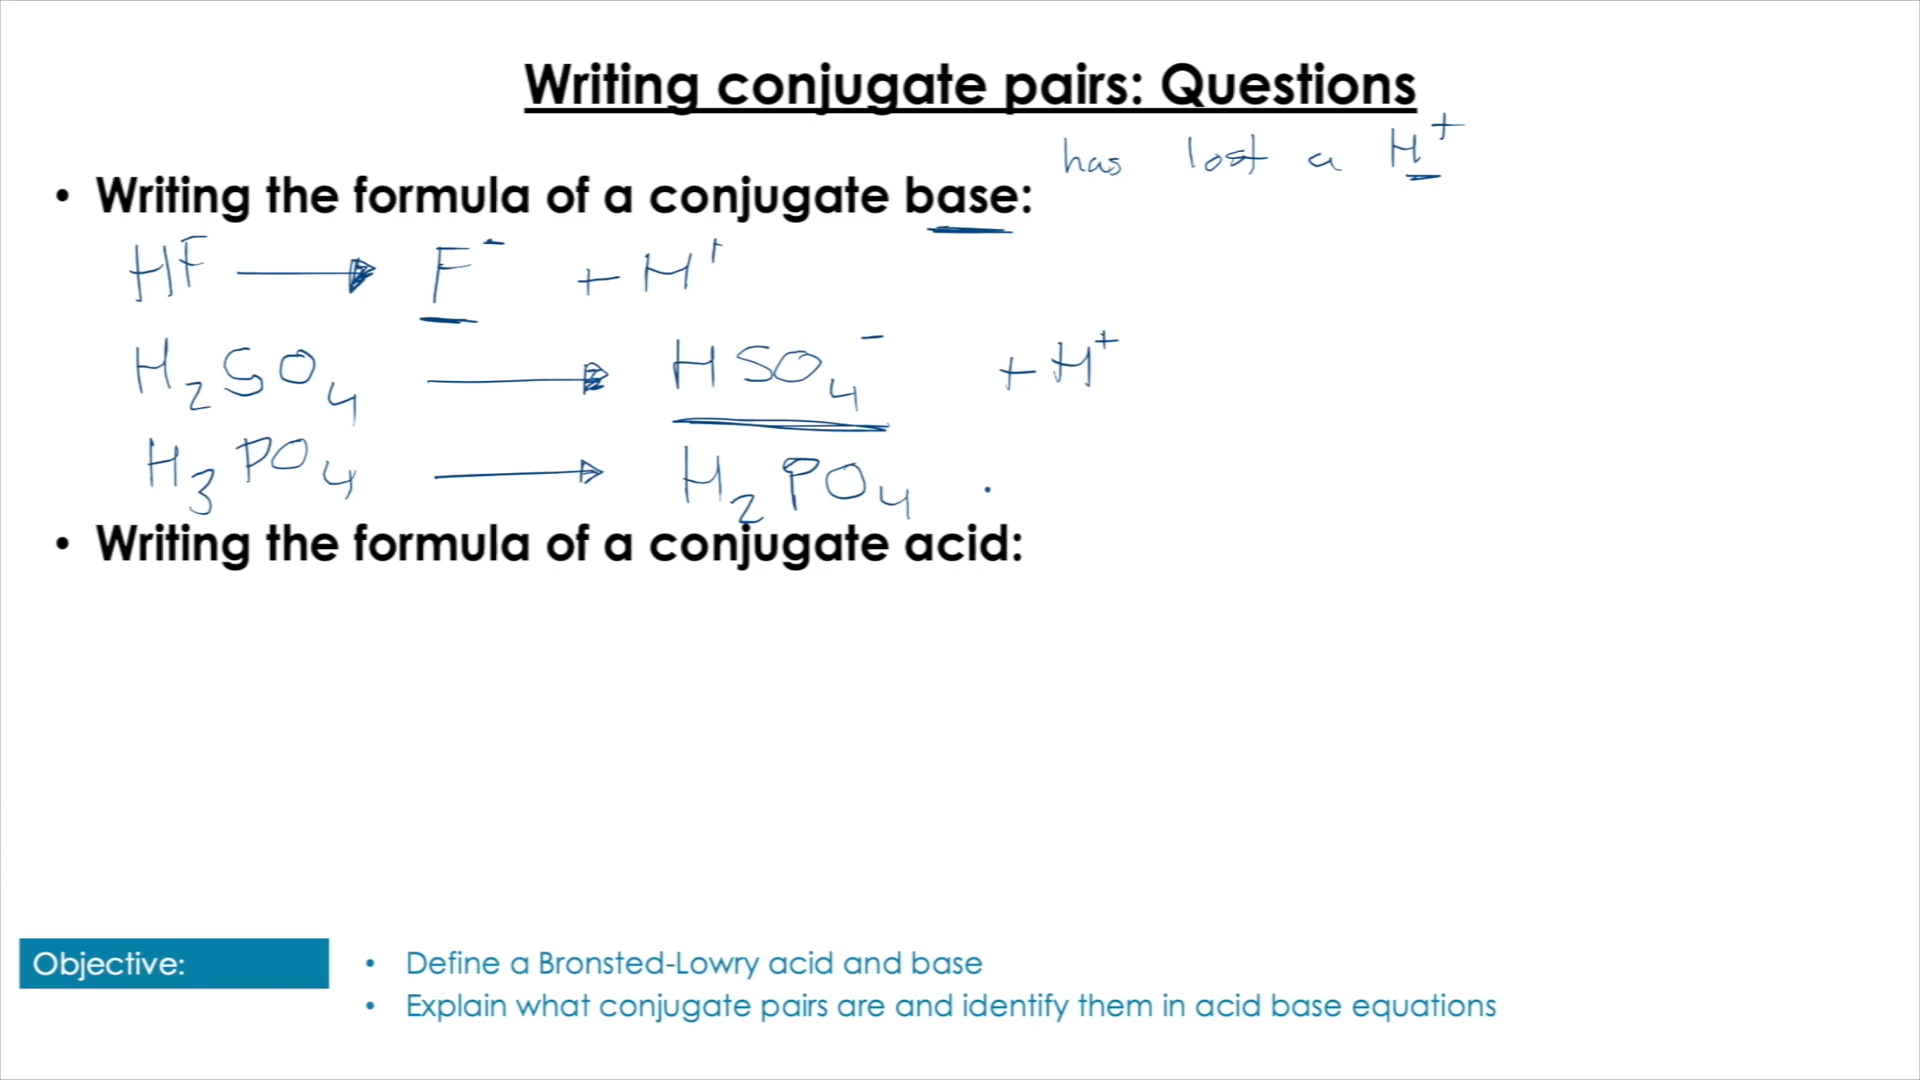 Writing conjugate pairs: Questions
has lost a H⁺
• Writing the formula of a conjugate base:
HF → F⁻ + H⁺
H₂SO₄ → HSO₄⁻ + H⁺
H₃PO₄ → H₂PO₄ .
• Writing the formula of a conjugate acid:
Objective:
• Define a Bronsted-Lowry acid and base
• Explain what conjugate pairs are and identify them in acid base equations